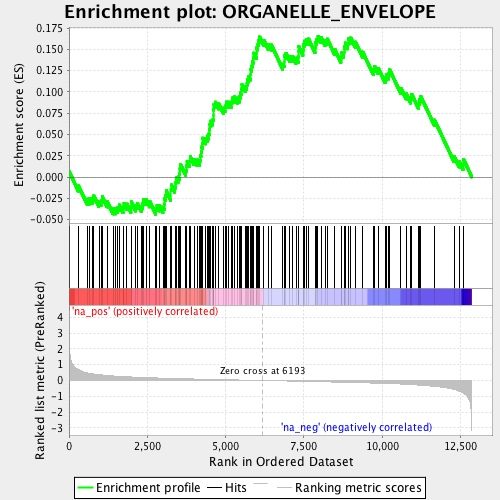 Enrichment plot: ORGANELLE_ENVELOPE
Enrichment score (ES)
0.175
0.150
0.125
0.100
0.075
0.050
0.025
0.000
-0.025
-0.050
'na_pos' (positively correlated)
Ranked list metric (PreRanked)
4
3
2
1
0
-1
-2
-3
Zero cross at 6193
'na_neg' (negatively correlated)
0
2,500
5,000
7,500
10,000
12,500
Rank in Ordered Dataset
Enrichment profile
Hits
Ranking metric scores